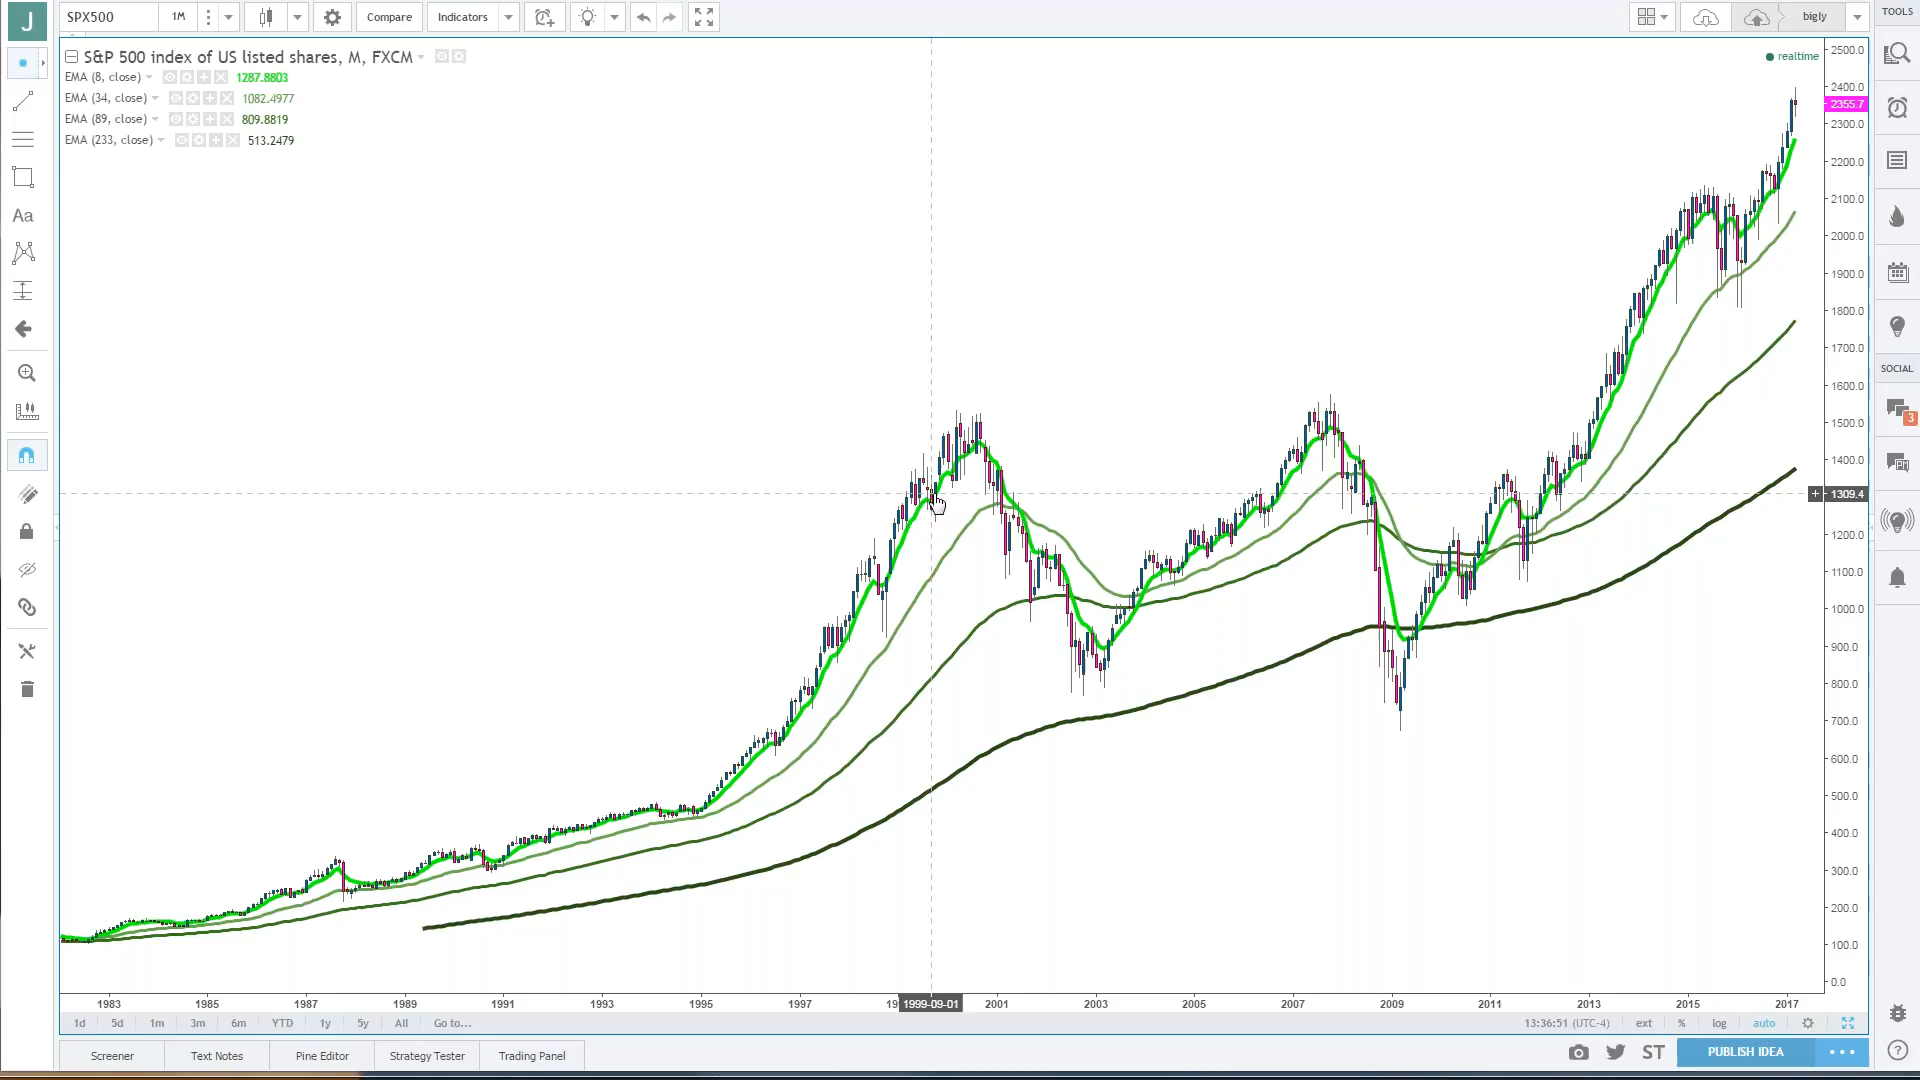 J SPX500 1M Compare Indicators bigly TOOLS
S&P 500 index of US listed shares, M, FXCM
realtime
EMA (8, close) 1287.8803
EMA (34, close) 1082.4977
EMA (89, close) 809.8819
EMA (233, close) 513.2479
Aa
2500.0
2400.0
2355.7
2300.0
2200.0
2100.0
2000.0
1900.0
1800.0
1700.0
1600.0
1500.0
1400.0
1309.4
1200.0
1100.0
1000.0
900.0
800.0
700.0
600.0
500.0
400.0
300.0
200.0
100.0
0.0
SOCIAL
3
1983 1985 1987 1989 1991 1993 1995 1997 19 1999-09-01 2001 2003 2005 2007 2009 2011 2013 2015 2017
1d 5d 1m 3m 6m YTD 1y 5y All Go to... 13:36:51 (UTC-4) ext % log auto
Screener Text Notes Pine Editor Strategy Tester Trading Panel ST PUBLISH IDEA ...